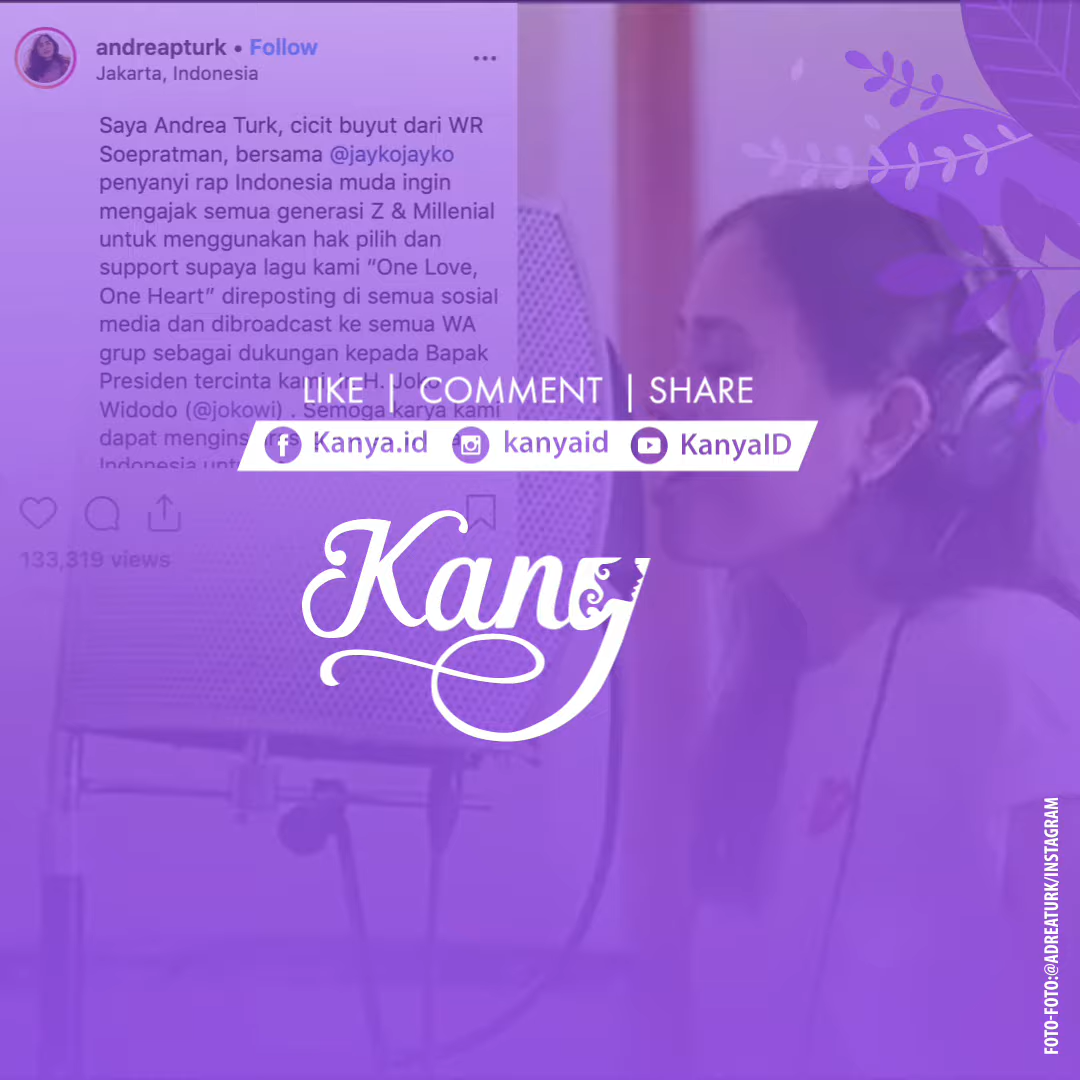 andreapturk • Follow
Jakarta, Indonesia
Saya Andrea Turk, cicit buyut dari WR
Soepratman, bersama @jaykojayko
penyanyi rap Indonesia muda ingin
mengajak semua generasi Z & Millenial
untuk menggunakan hak pilih dan
support supaya lagu kami “One Love,
One Heart” direposting di semua sosial
media dan dibroadcast ke semua WA
grup sebagai dukungan kepada Bapak
Presiden tercinta kami H. Joko
Widodo (@jokowi) . Semoga karya kami
dapat
Indonesia
133,319 views
LIKE | COMMENT | SHARE
Kanya.id kanyaid KanyaID
Kany
FOTO-FOTO:@ADREATURK/INSTAGRAM